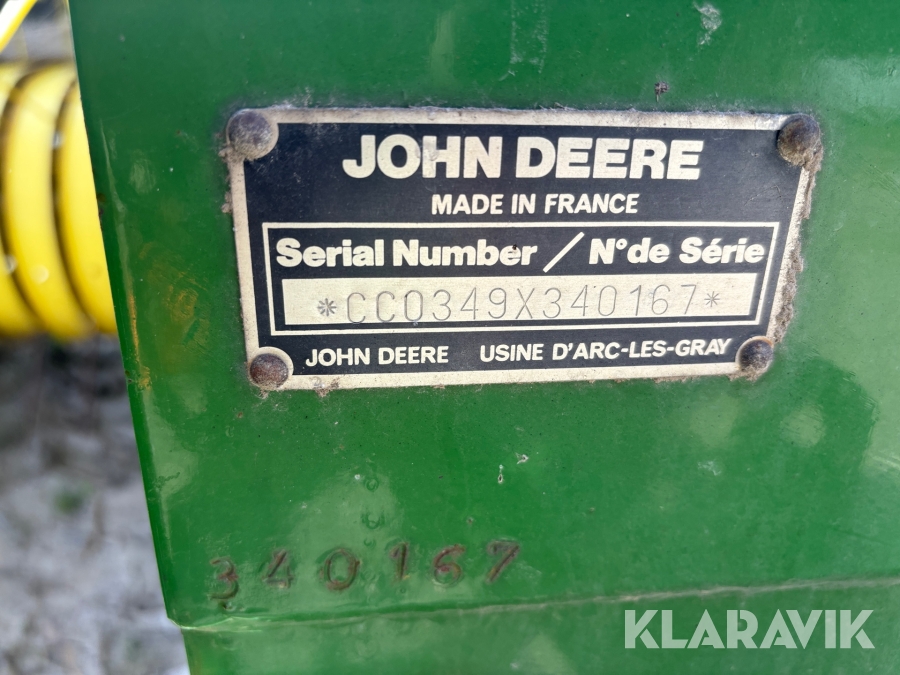 JOHN DEERE
MADE IN FRANCE
Serial Number / N° de Série
*CC0349X340167*
JOHN DEERE USINE D'ARC-LES-GRAY
340167
KLARAVIK